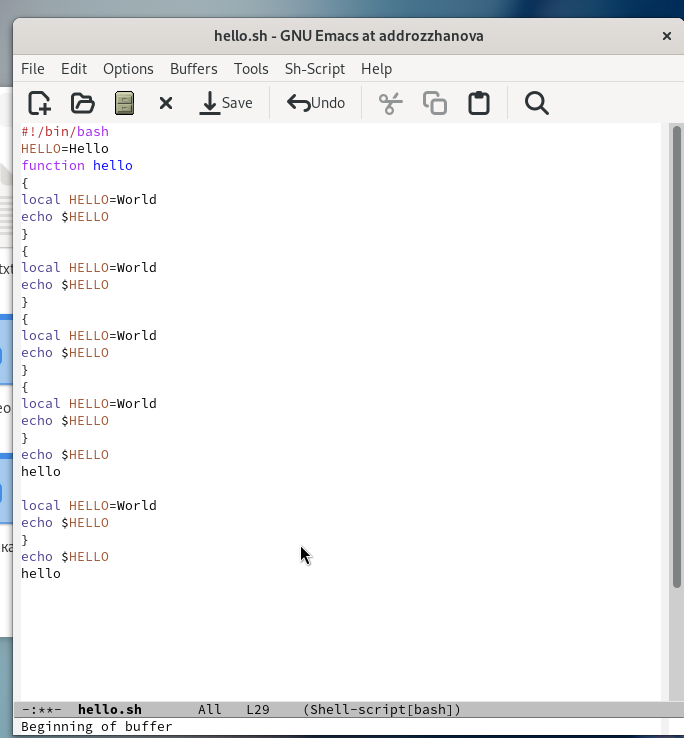 hello.sh - GNU Emacs at addrozzhanova ×
File Edit Options Buffers Tools Sh-Script Help
Save Undo
#!/bin/bash
HELLO=Hello
function hello
{
local HELLO=World
echo $HELLO
}
{
local HELLO=World
echo $HELLO
}
{
local HELLO=World
echo $HELLO
}
{
local HELLO=World
echo $HELLO
}
echo $HELLO
hello

local HELLO=World
echo $HELLO
}
echo $HELLO
hello
-:**- hello.sh All L29 (Shell-script[bash])
Beginning of buffer